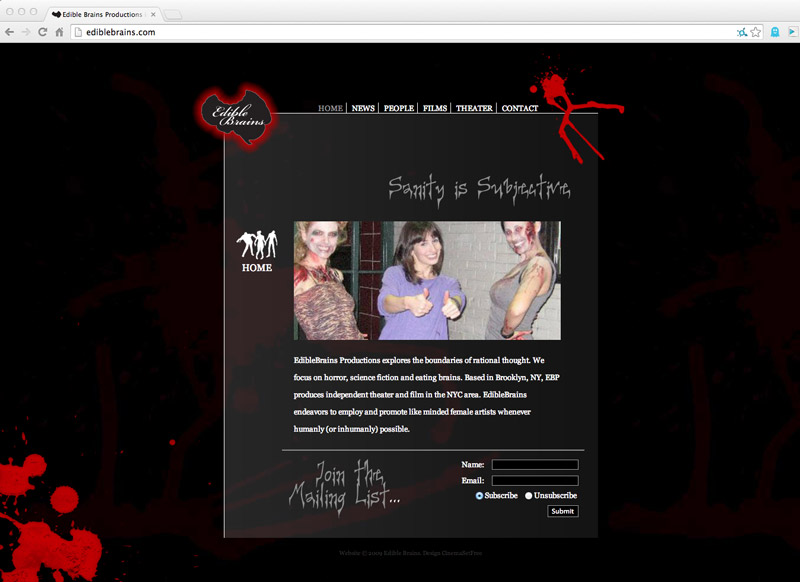 Edible Brains Productions
ediblebrains.com
Edible
Brains
HOME NEWS PEOPLE FILMS THEATER CONTACT
Sanity is Subjective
HOME
EdibleBrains Productions explores the boundaries of rational thought. We
focus on horror, science fiction and eating brains. Based in Brooklyn, NY, EBP
produces independent theater and film in the NYC area. EdibleBrains
endeavors to employ and promote like minded female artists whenever
humanly (or inhumanly) possible.
Join the
Mailing List...
Name:
Email:
Subscribe Unsubscribe
Submit
Website © 2009 Edible Brains. Design CinemaSetFree